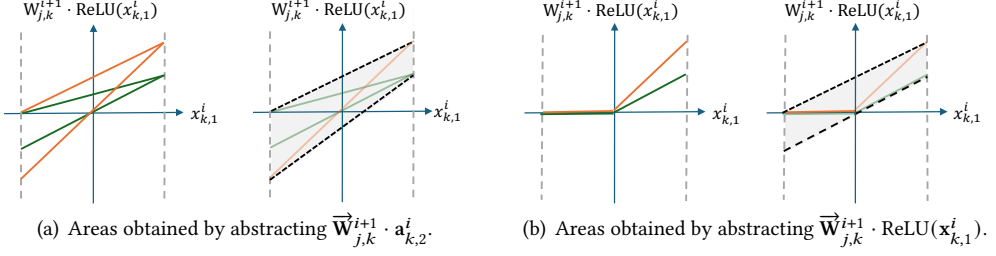 W^{i+1}_{j,k} · ReLU(x^i_{k,1})
W^{i+1}_{j,k} · ReLU(x^i_{k,1})
W^{i+1}_{j,k} · ReLU(x^i_{k,1})
W^{i+1}_{j,k} · ReLU(x^i_{k,1})
x^i_{k,1}
x^i_{k,1}
x^i_{k,1}
x^i_{k,1}
(a) Areas obtained by abstracting \overrightarrow{W}^{i+1}_{j,k} · a^i_{k,2}.
(b) Areas obtained by abstracting \overrightarrow{W}^{i+1}_{j,k} · ReLU(x^i_{k,1}).